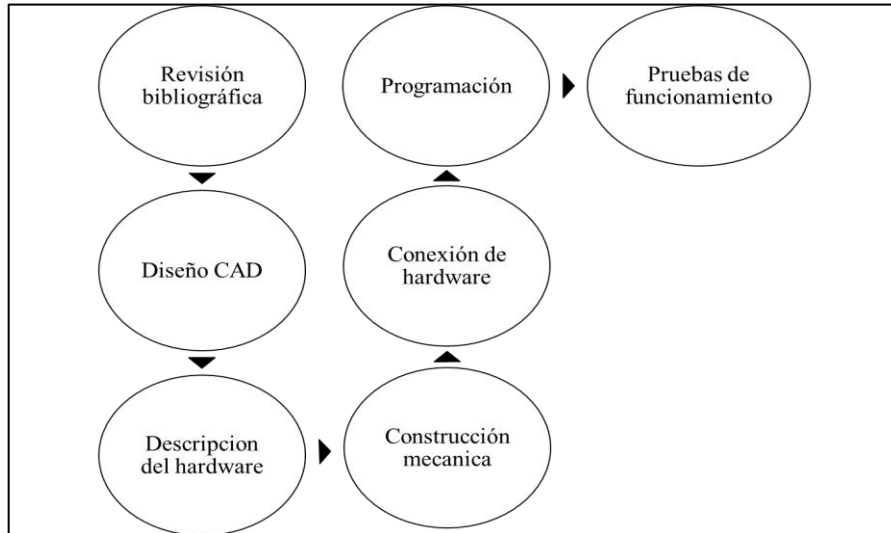 Revisión
bibliográfica
Diseño CAD
Descripcion
del hardware
Construcción
mecanica
Conexión de
hardware
Programación
Pruebas de
funcionamiento